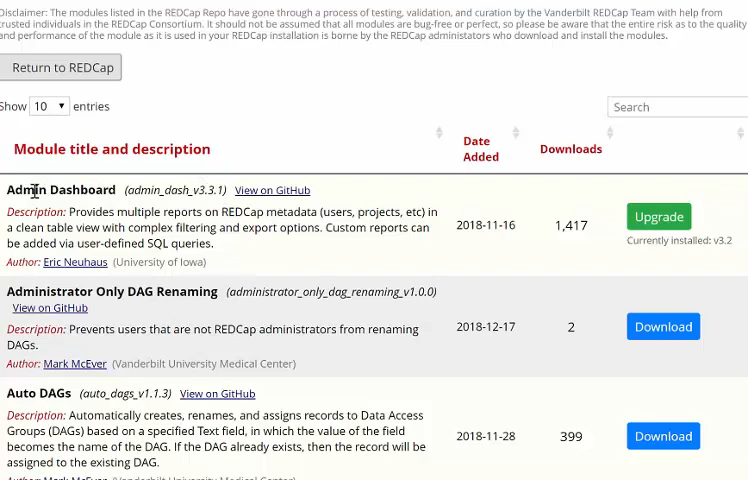 Disclaimer: The modules listed in the REDCap Repo have gone through a process of testing, validation, and curation by the Vanderbilt REDCap Team with help from
trusted individuals in the REDCap Consortium. It should not be assumed that all modules are bug-free or perfect, so please be aware that the entire risk as to the quality
and performance of the module as it is used in your REDCap installation is borne by the REDCap administators who download and install the modules.
Return to REDCap
Show 10 entries
Search
Module title and description
Date Added
Downloads
Admin Dashboard (admin_dash_v3.3.1) View on GitHub
Description: Provides multiple reports on REDCap metadata (users, projects, etc) in
a clean table view with complex filtering and export options. Custom reports can
be added via user-defined SQL queries.
Author: Eric Neuhaus (University of Iowa)
2018-11-16
1,417
Upgrade
Currently installed: v3.2
Administrator Only DAG Renaming (administrator_only_dag_renaming_v1.0.0)
View on GitHub
Description: Prevents users that are not REDCap administrators from renaming
DAGs.
Author: Mark McEver (Vanderbilt University Medical Center)
2018-12-17
2
Download
Auto DAGs (auto_dags_v1.1.3) View on GitHub
Description: Automatically creates, renames, and assigns records to Data Access
Groups (DAGs) based on a specified Text field, in which the value of the field
becomes the name of the DAG. If the DAG already exists, then the record will be
assigned to the existing DAG.
Author: Mark McEver (Vanderbilt University Medical Center)
2018-11-28
399
Download